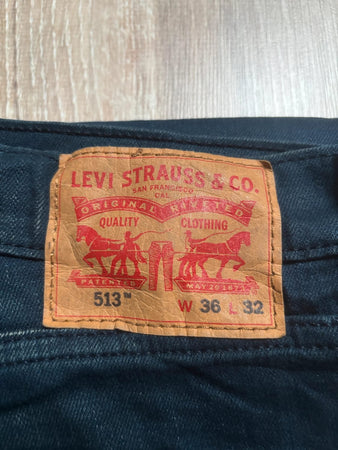 LEVI STRAUSS & CO.
SAN FRANCISCO
CAL
ORIGINAL RIVETED
QUALITY CLOTHING
PATENTED MAY 20 1873
513™ W 36 L 32